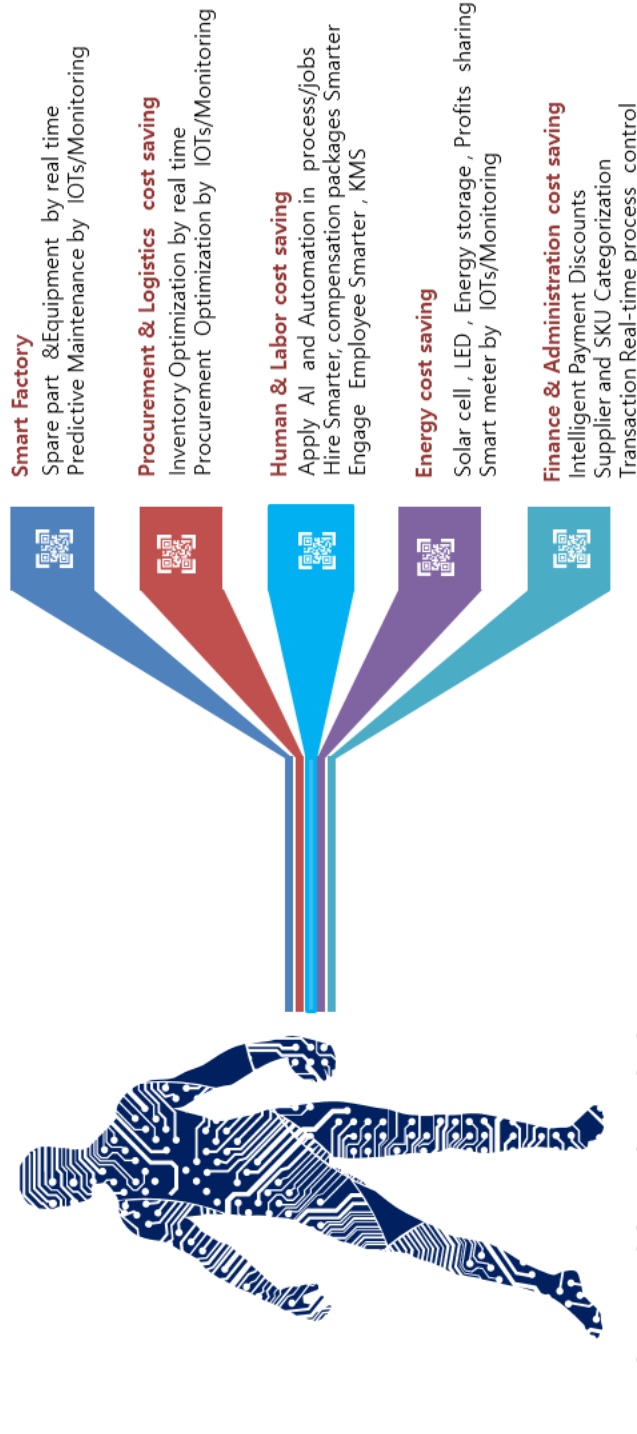 Smart Factory
Spare part &Equipment by real time
Predictive Maintenance by IOTs/Monitoring
Procurement & Logistics cost saving
Inventory Optimization by real time
Procurement Optimization by IOTs/Monitoring
Human & Labor cost saving
Apply AI and Automation in process/jobs
Hire Smarter, compensation packages Smarter
Engage Employee Smarter , KMS
Energy cost saving
Solar cell , LED , Energy storage , Profits sharing
Smart meter by IOTs/Monitoring
Finance & Administration cost saving
Intelligent Payment Discounts
Supplier and SKU Categorization
Transaction Real-time process control